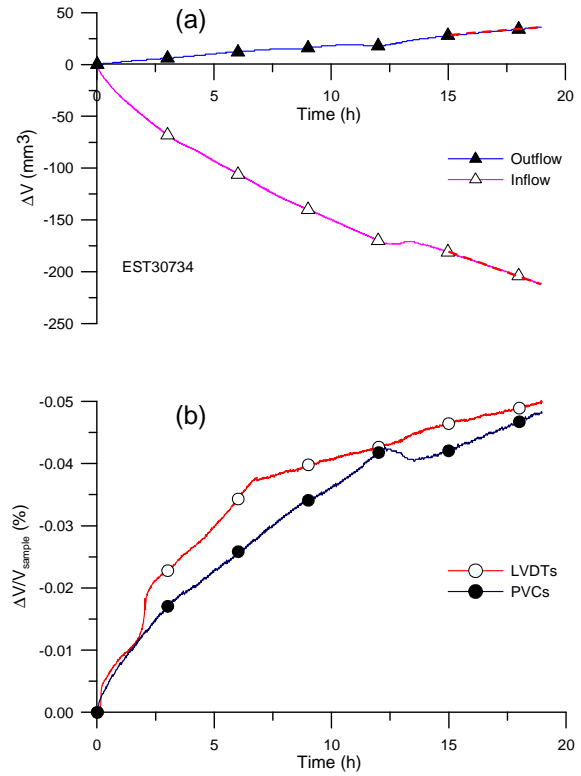 (a)
50
25
0
-50
-100
-150
-200
-250
ΔV (mm3)
0
5
10
15
20
Time (h)
Outflow
Inflow
EST30734
(b)
-0.05
-0.04
-0.03
-0.02
-0.01
0.00
ΔV/Vsample (%)
LVDTs
PVCs
0
5
10
15
20
Time (h)